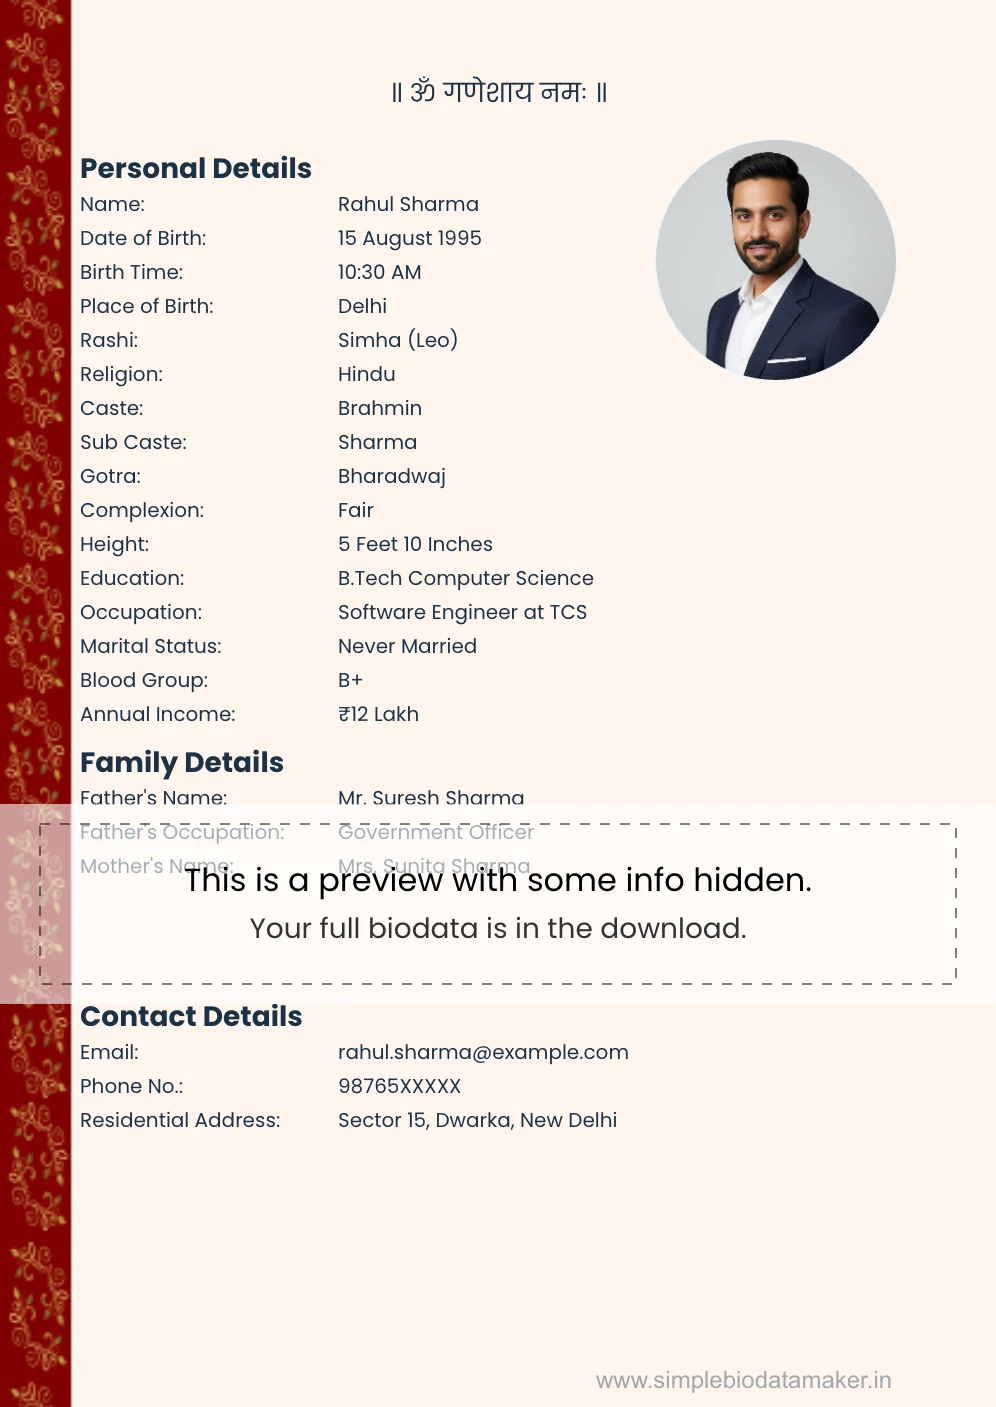 ॥ ॐ गणेशाय नमः ॥
Personal Details
Name: Rahul Sharma
Date of Birth: 15 August 1995
Birth Time: 10:30 AM
Place of Birth: Delhi
Rashi: Simha (Leo)
Religion: Hindu
Caste: Brahmin
Sub Caste: Sharma
Gotra: Bharadwaj
Complexion: Fair
Height: 5 Feet 10 Inches
Education: B.Tech Computer Science
Occupation: Software Engineer at TCS
Marital Status: Never Married
Blood Group: B+
Annual Income: ₹12 Lakh
Family Details
Father's Name: Mr. Suresh Sharma
Father's Occupation: Government Officer
Mother's Name: Mrs. Sunita Sharma
This is a preview with some info hidden.
Your full biodata is in the download.
Contact Details
Email: rahul.sharma@example.com
Phone No.: 98765XXXXX
Residential Address: Sector 15, Dwarka, New Delhi
www.simplebiodatamaker.in